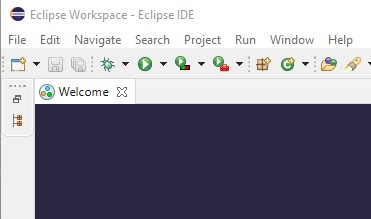 Eclipse Workspace - Eclipse IDE
File Edit Navigate Search Project Run Window Help
Welcome